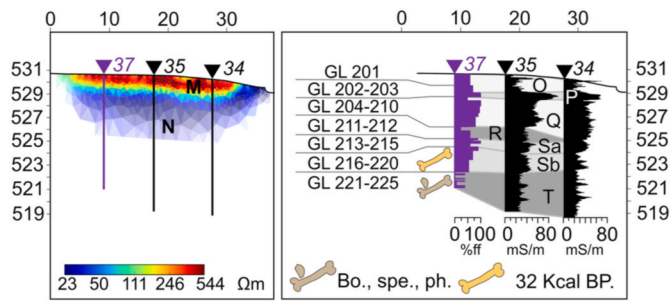 0 10 20 30
37 35 34
531
529
527
525
523
521
519
M
N
23 50 111 246 544 Ωm
0 10 20 30
37 35 34
GL 201
GL 202-203
GL 204-210
GL 211-212
GL 213-215
GL 216-220
GL 221-225
O
P
Q
R
Sa
Sb
T
531
529
527
525
523
521
519
0 100 0 80 0 80
%ff mS/m mS/m
Bo., spe., ph. 32 Kcal BP.